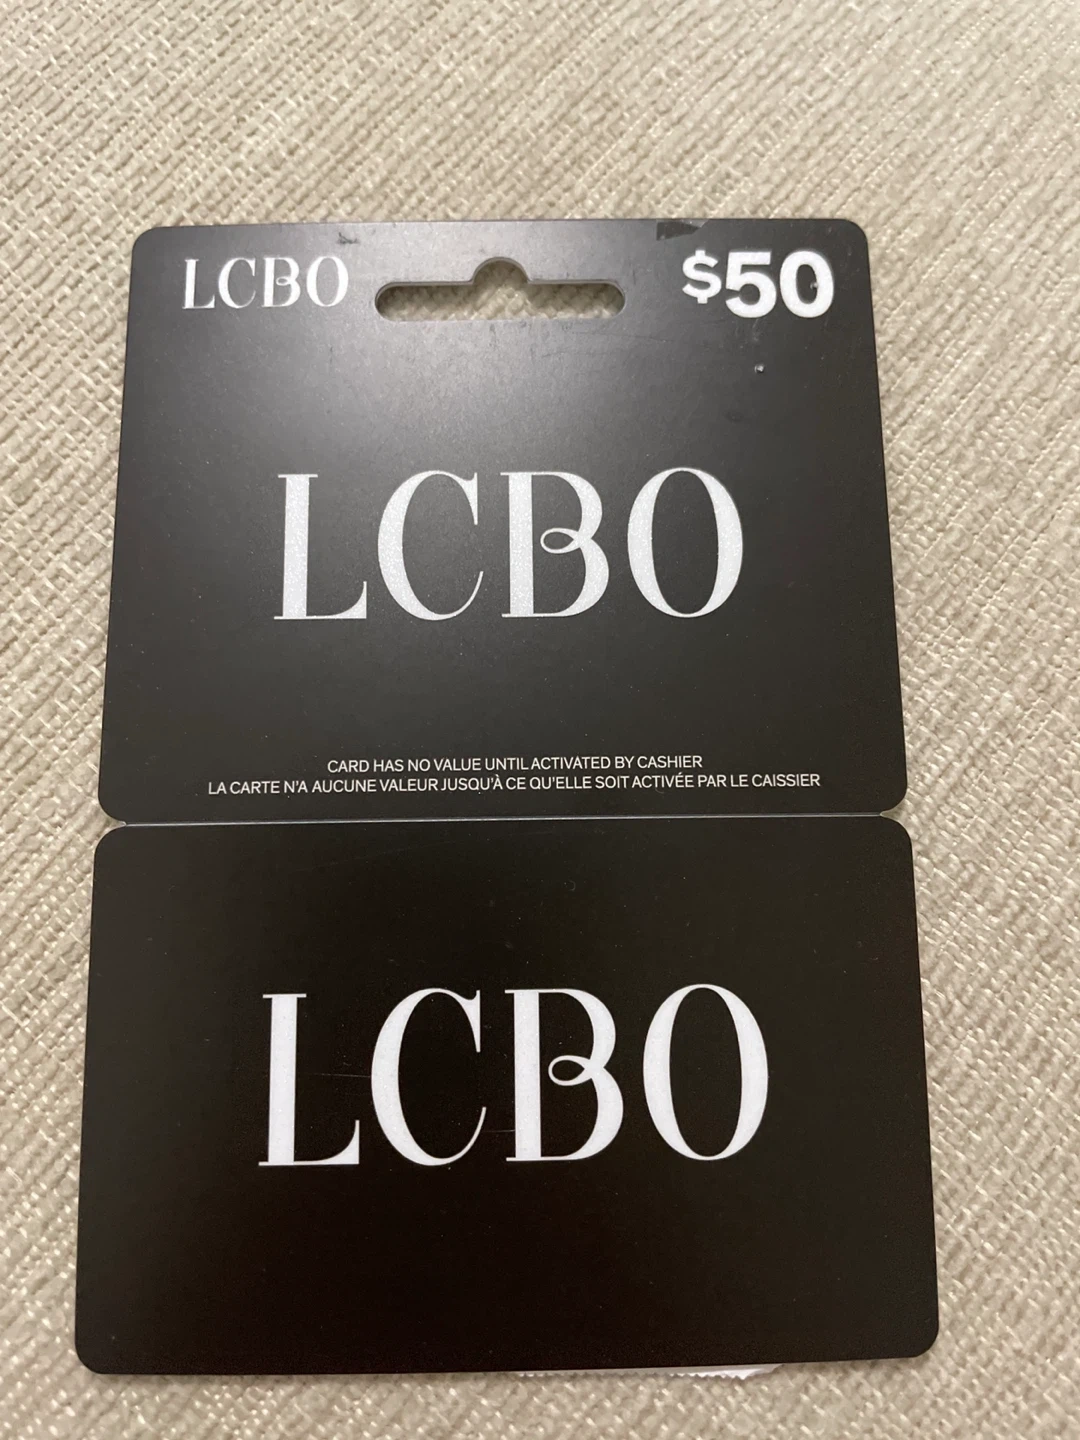 LCBO $50
LCBO
CARD HAS NO VALUE UNTIL ACTIVATED BY CASHIER
LA CARTE N'A AUCUNE VALEUR JUSQU'À CE QU'ELLE SOIT ACTIVÉE PAR LE CAISSIER
LCBO